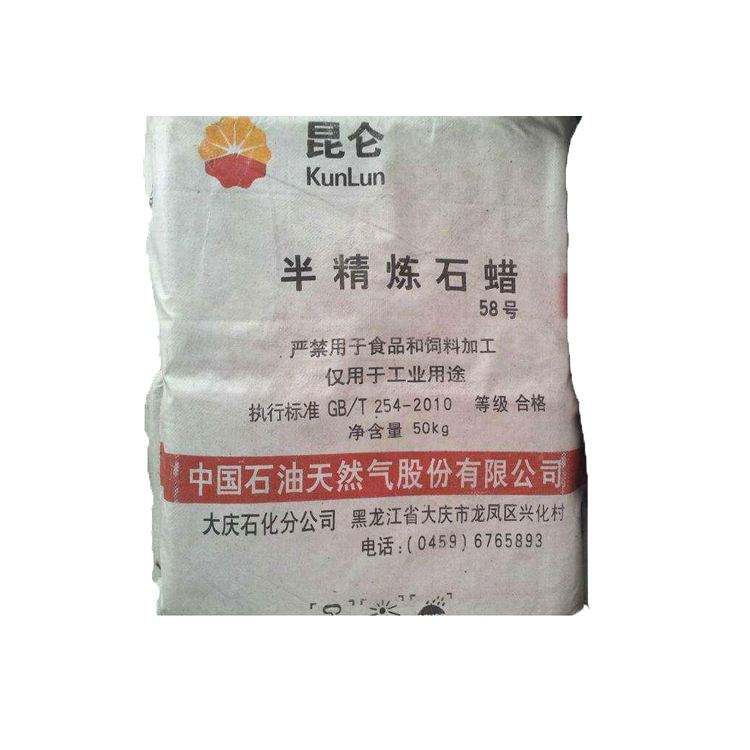 昆仑
KunLun
半精炼石蜡
58号
严禁用于食品和饲料加工
仅用于工业用途
执行标准 GB/T 254-2010 等级 合格
净含量 50kg
中国石油天然气股份有限公司
大庆石化分公司 黑龙江省大庆市龙凤区兴化村
电话:(0459)6765893